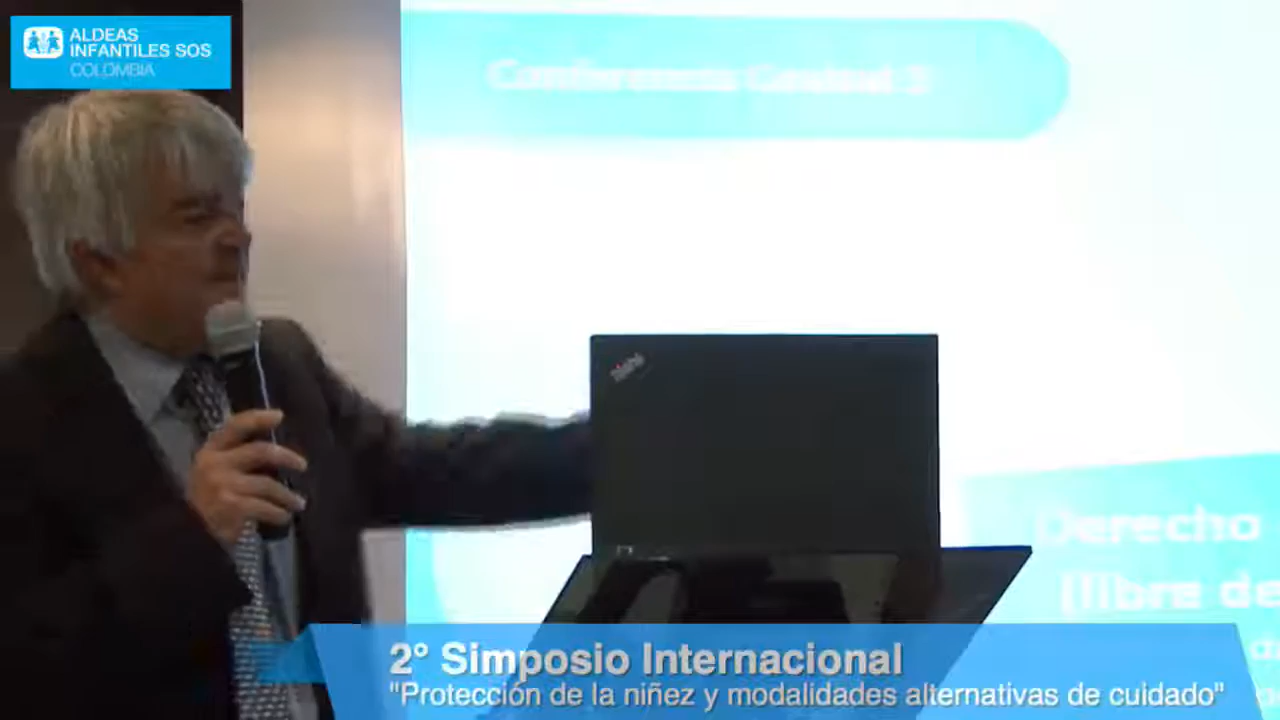 ALDEAS
INFANTILES SOS
COLOMBIA
Conferencia Central 3
Derecho
libre de
2° Simposio Internacional
"Protección de la niñez y modalidades alternativas de cuidado"